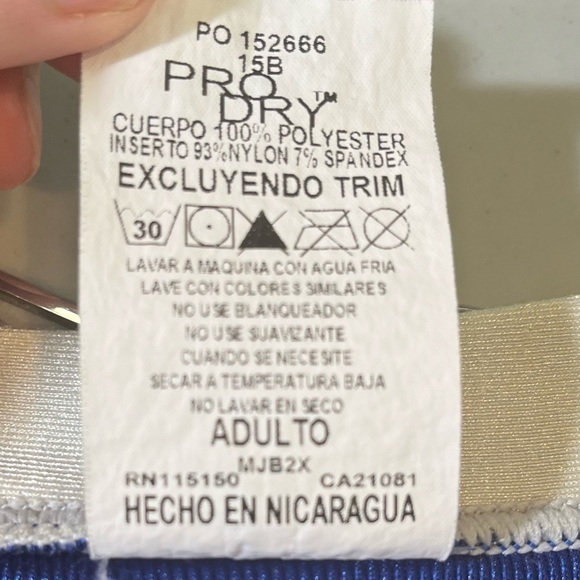 PO 152666
15B
PRO
DRY™
CUERPO 100% POLYESTER
INSERTO 93%NYLON 7% SPANDEX
EXCLUYENDO TRIM
30
LAVAR A MAQUINA CON AGUA FRIA
LAVE CON COLORES SIMILARES
NO USE BLANQUEADOR
NO USE SUAVIZANTE
CUANDO SE NECESITE
SECAR A TEMPERATURA BAJA
NO LAVAR EN SECO
ADULTO
MJB2X
RN115150 CA21081
HECHO EN NICARAGUA